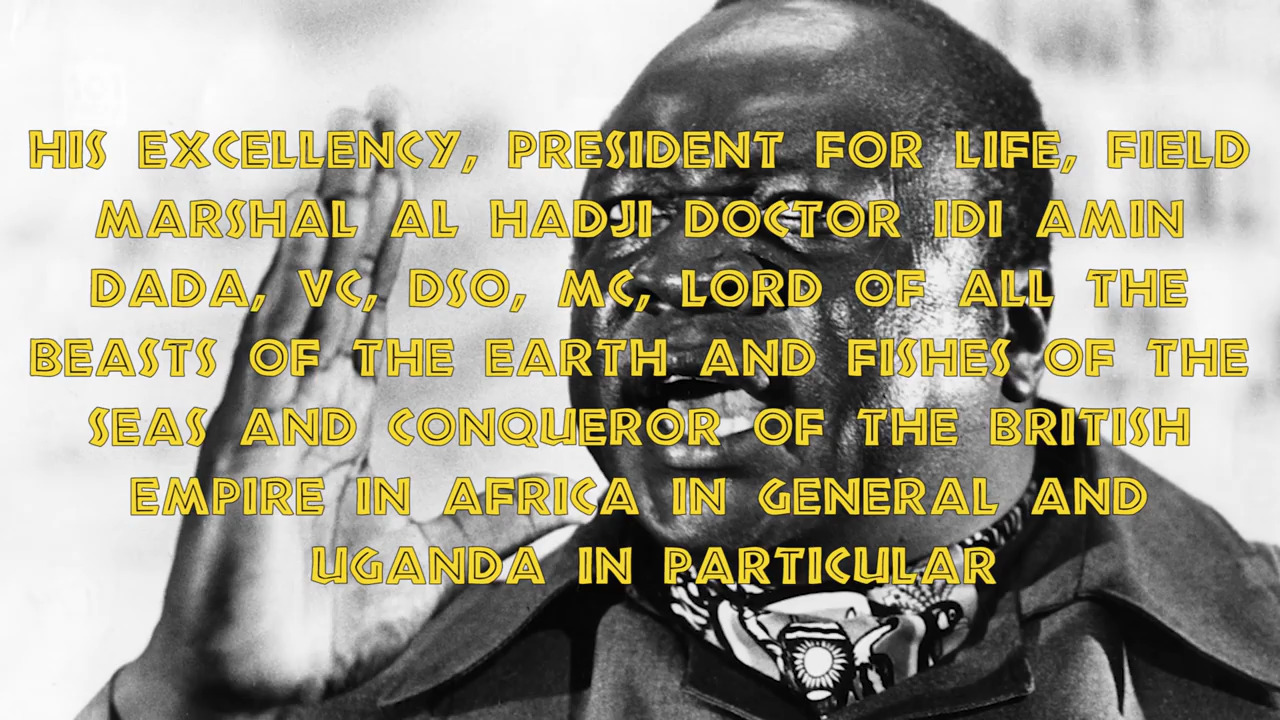 HIS EXCELLENCY, PRESIDENT FOR LIFE, FIELD
MARSHAL AL HADJI DOCTOR IDI AMIN
DADA, VC, DSO, MC, LORD OF ALL THE
BEASTS OF THE EARTH AND FISHES OF THE
SEAS AND CONQUEROR OF THE BRITISH
EMPIRE IN AFRICA IN GENERAL AND
UGANDA IN PARTICULAR